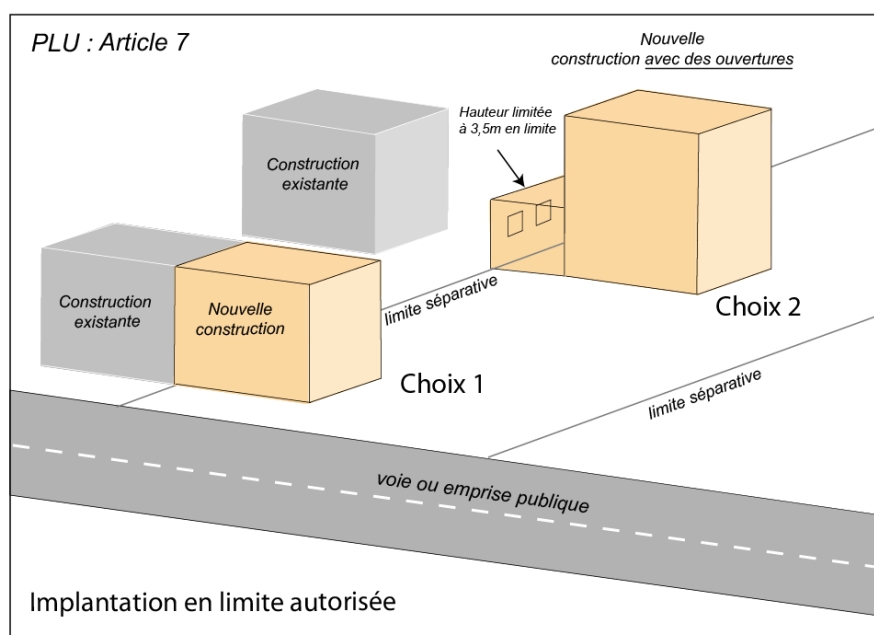 PLU : Article 7
Nouvelle
construction avec des ouvertures
Hauteur limitée
à 3,5m en limite
Construction
existante
Construction
existante
Nouvelle
construction
limite séparative
Choix 2
Choix 1
limite séparative
voie ou emprise publique
Implantation en limite autorisée